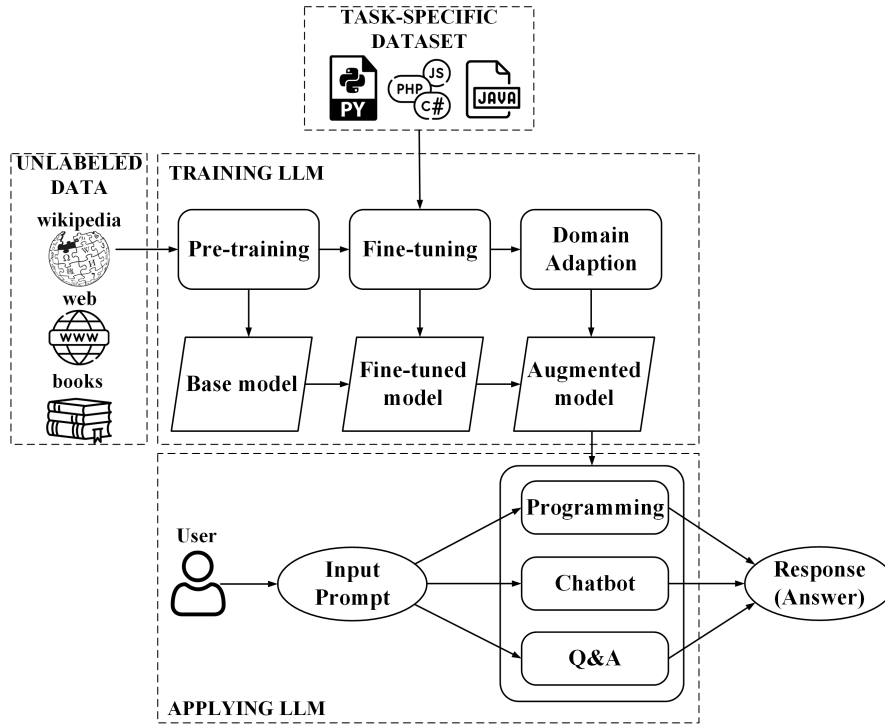 TASK-SPECIFIC
DATASET
PY
JS
PHP
C#
JAVA
UNLABELED
DATA
wikipedia
web
WWW
books
TRAINING LLM
Pre-training
Fine-tuning
Domain
Adaption
Base model
Fine-tuned
model
Augmented
model
User
Input
Prompt
Programming
Chatbot
Q&A
Response
(Answer)
APPLYING LLM